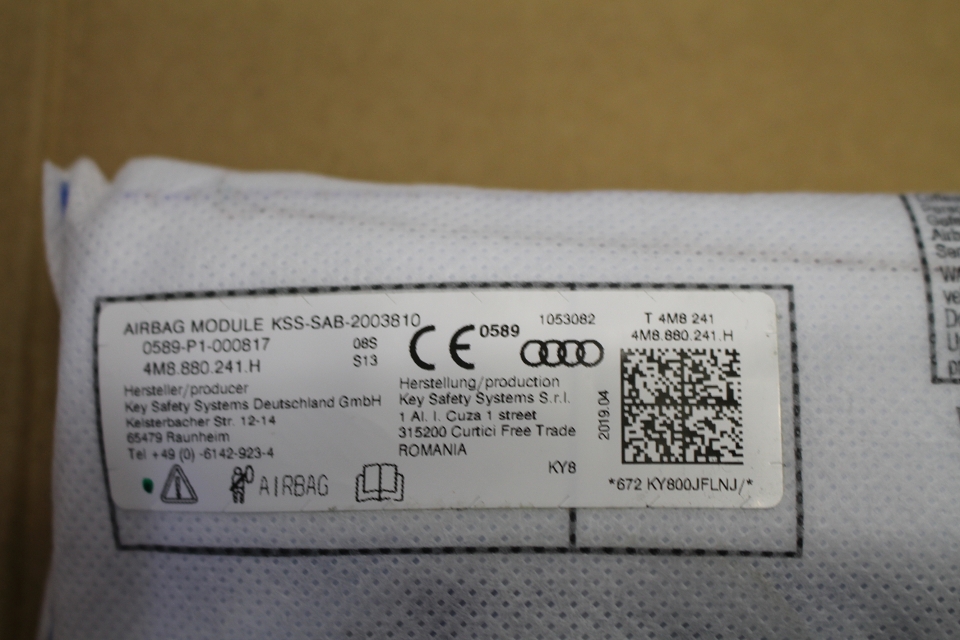 AIRBAG MODULE KSS-SAB-2003810
0589-P1-000817
08S
4M8.880.241.H
S13
Hersteller/producer
Key Safety Systems Deutschland GmbH
Kelsterbacher Str. 12-14
65479 Raunheim
Tel +49 (0) -6142-923-4
AIRBAG
CE 0589
1053082
Herstellung/production
Key Safety Systems S.r.l.
1 Al. I. Cuza 1 street
315200 Curtici Free Trade
ROMANIA
KY8
2019.04
T 4M8 241
4M8.880.241.H
*672 KY800JFLNJ/*